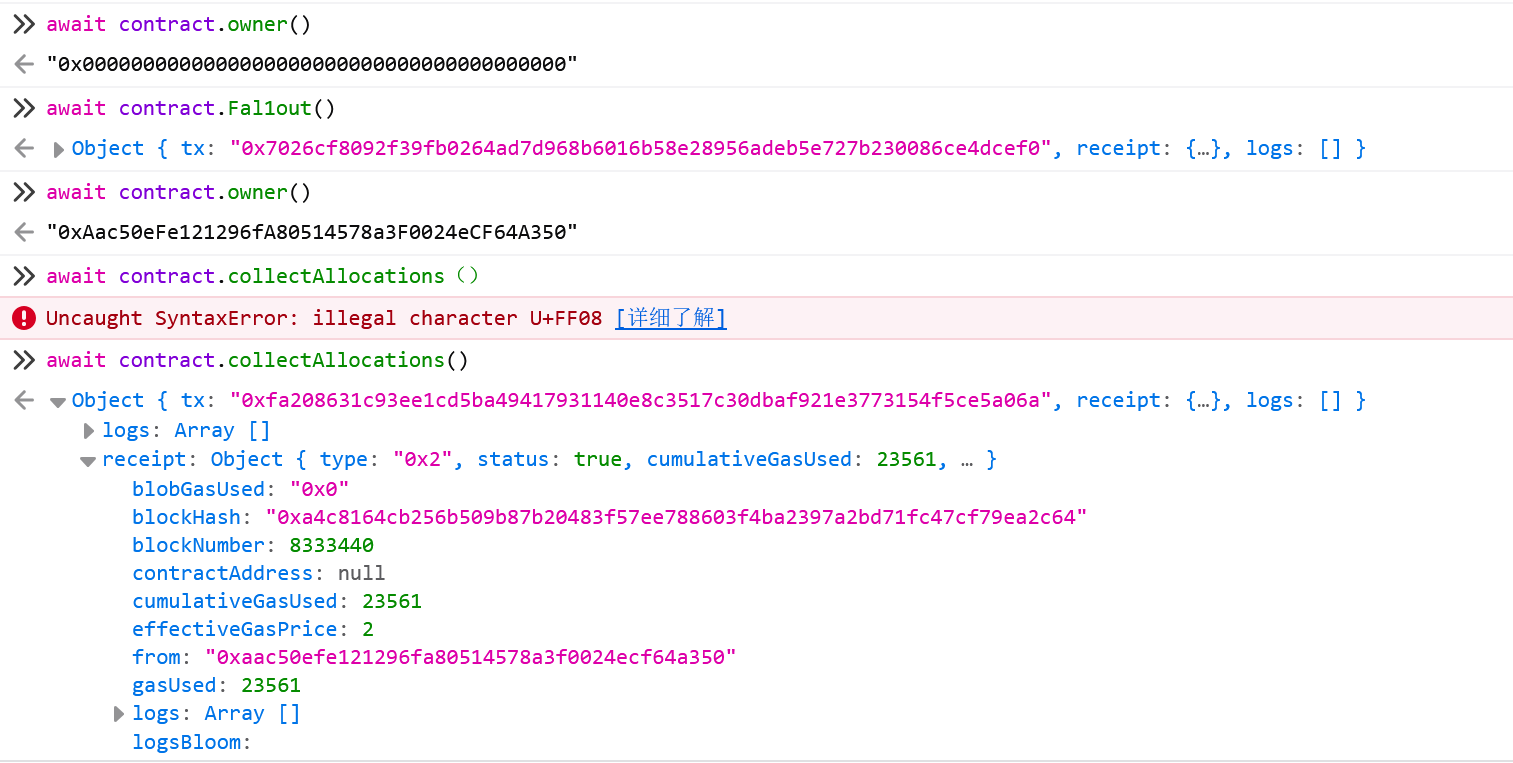 await contract.owner()
"0x0000000000000000000000000000000000000000"
await contract.Fal1out()
Object { tx: "0x7026cf8092f39fb0264ad7d968b6016b58e28956adeb5e727b230086ce4dcef0", receipt: {…}, logs: [] }
await contract.owner()
"0xAac50eFe121296fA80514578a3F0024eCF64A350"
await contract.collectAllocations（）
Uncaught SyntaxError: illegal character U+FF08 [详细了解]
await contract.collectAllocations()
Object { tx: "0xfa208631c93ee1cd5ba49417931140e8c3517c30dbaf921e3773154f5ce5a06a", receipt: {…}, logs: [] }
logs: Array []
receipt: Object { type: "0x2", status: true, cumulativeGasUsed: 23561, … }
blobGasUsed: "0x0"
blockHash: "0xa4c8164cb256b509b87b20483f57ee788603f4ba2397a2bd71fc47cf79ea2c64"
blockNumber: 8333440
contractAddress: null
cumulativeGasUsed: 23561
effectiveGasPrice: 2
from: "0xaac50efe121296fa80514578a3f0024ecf64a350"
gasUsed: 23561
logs: Array []
logsBloom: